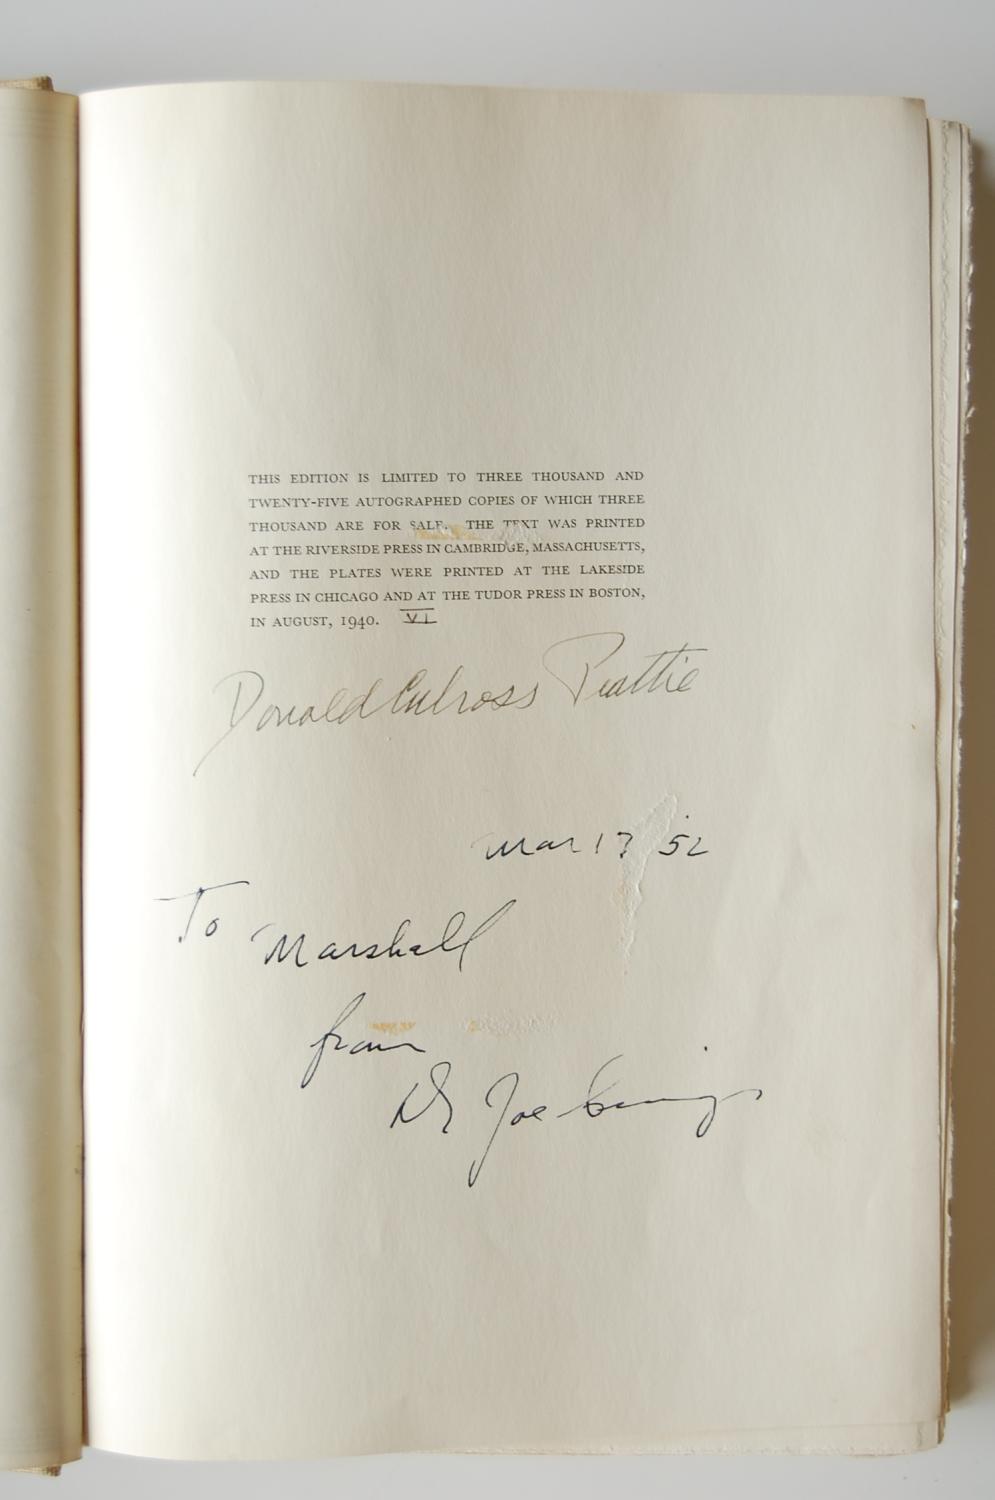 THIS EDITION IS LIMITED TO THREE THOUSAND AND
TWENTY-FIVE AUTOGRAPHED COPIES OF WHICH THREE
THOUSAND ARE FOR SALE. THE TEXT WAS PRINTED
AT THE RIVERSIDE PRESS IN CAMBRIDGE, MASSACHUSETTS,
AND THE PLATES WERE PRINTED AT THE LAKESIDE
PRESS IN CHICAGO AND AT THE TUDOR PRESS IN BOSTON,
IN AUGUST, 1940. VI
Donald Culross Peattie
Mar 17 '52
To Marshall
from
Dr Joe